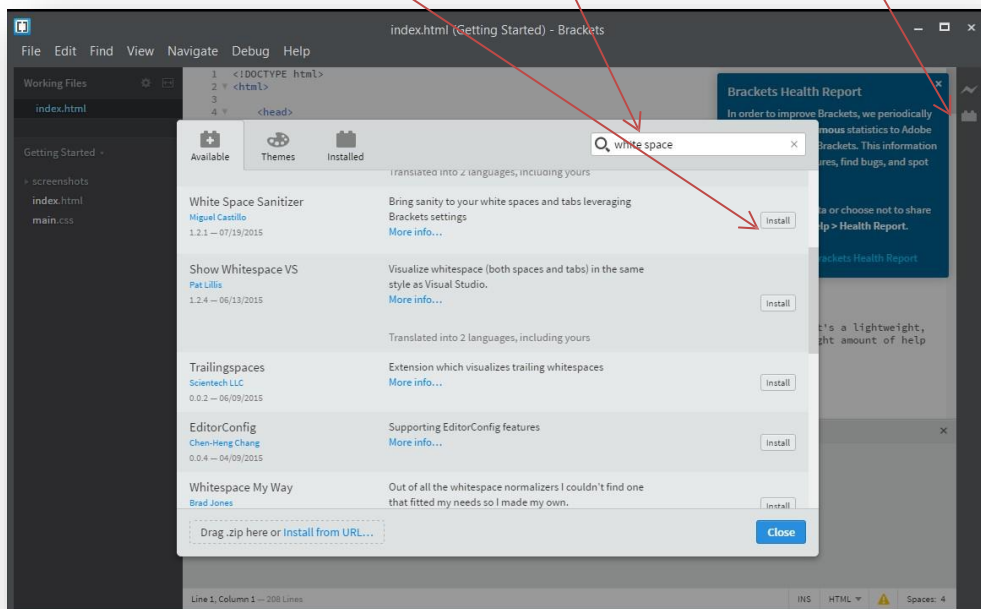 index.html (Getting Started) - Brackets
File Edit Find View Navigate Debug Help
Working Files
index.html
Getting Started
screenshots
index.html
main.css
1 <!DOCTYPE html>
2 <html>
3
4 <head>
Brackets Health Report
In order to improve Brackets, we periodically
mous statistics to Adobe
Brackets. This information
ures, find bugs, and spot
ta or choose not to share
lp > Health Report.
rackets Health Report
Available Themes Installed
white space
Translated into 2 languages, including yours
White Space Sanitizer
Miguel Castillo
1.2.1 — 07/19/2015
Bring sanity to your white spaces and tabs leveraging
Brackets settings
More info...
Install
Show Whitespace VS
Pat Lillis
1.2.4 — 06/13/2015
Visualize whitespace (both spaces and tabs) in the same
style as Visual Studio.
More info...
Translated into 2 languages, including yours
Install
Trailingspaces
Scientech LLC
0.0.2 — 06/09/2015
Extension which visualizes trailing whitespaces
More info...
Install
EditorConfig
Chen-Heng Chang
0.0.4 — 04/09/2015
Supporting EditorConfig features
More info...
Install
Whitespace My Way
Brad Jones
Out of all the whitespace normalizers I couldn't find one
that fitted my needs so I made my own.
Install
t's a lightweight,
ght amount of help
Drag .zip here or Install from URL...
Close
Line 1, Column 1 — 208 Lines
INS HTML Spaces: 4